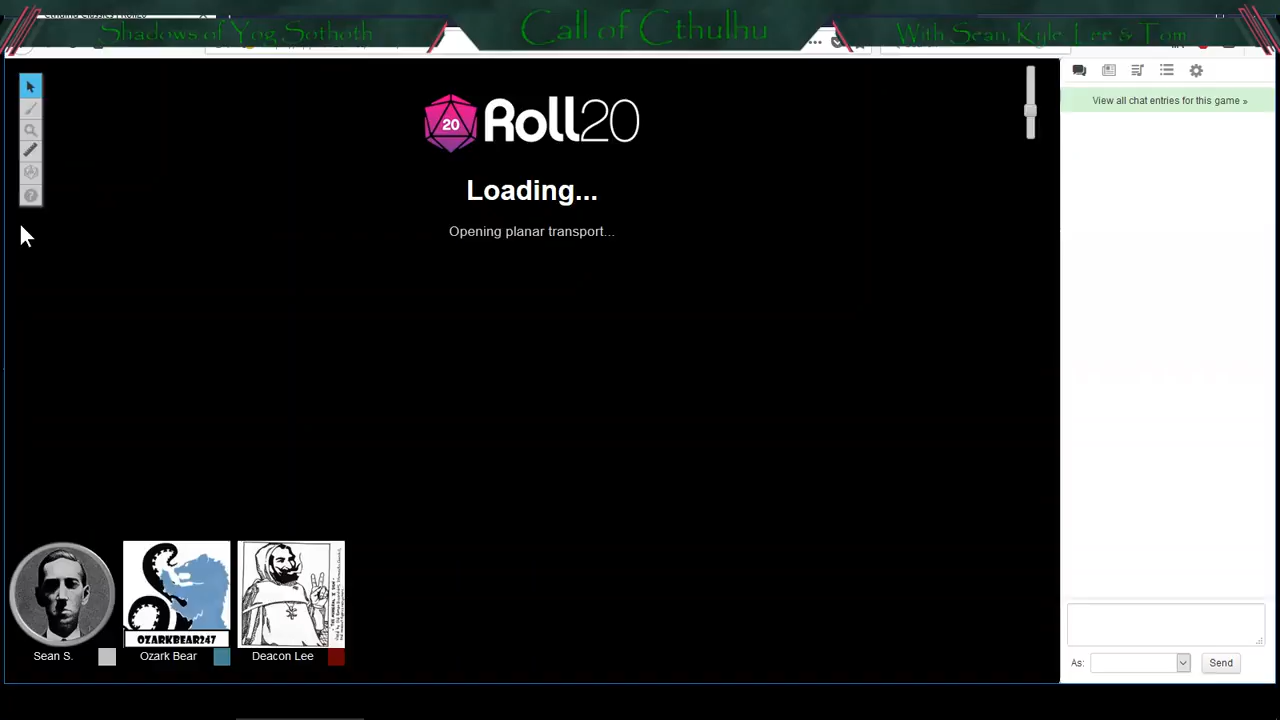 Shadows of Yog Sothoth
Call of Cthulhu
With Sean, Kyle, Lee & Tom
View all chat entries for this game »
20
Roll20
Loading...
Opening planar transport...
OZARKBEAR247
Sean S.
Ozark Bear
Deacon Lee
As:
Send